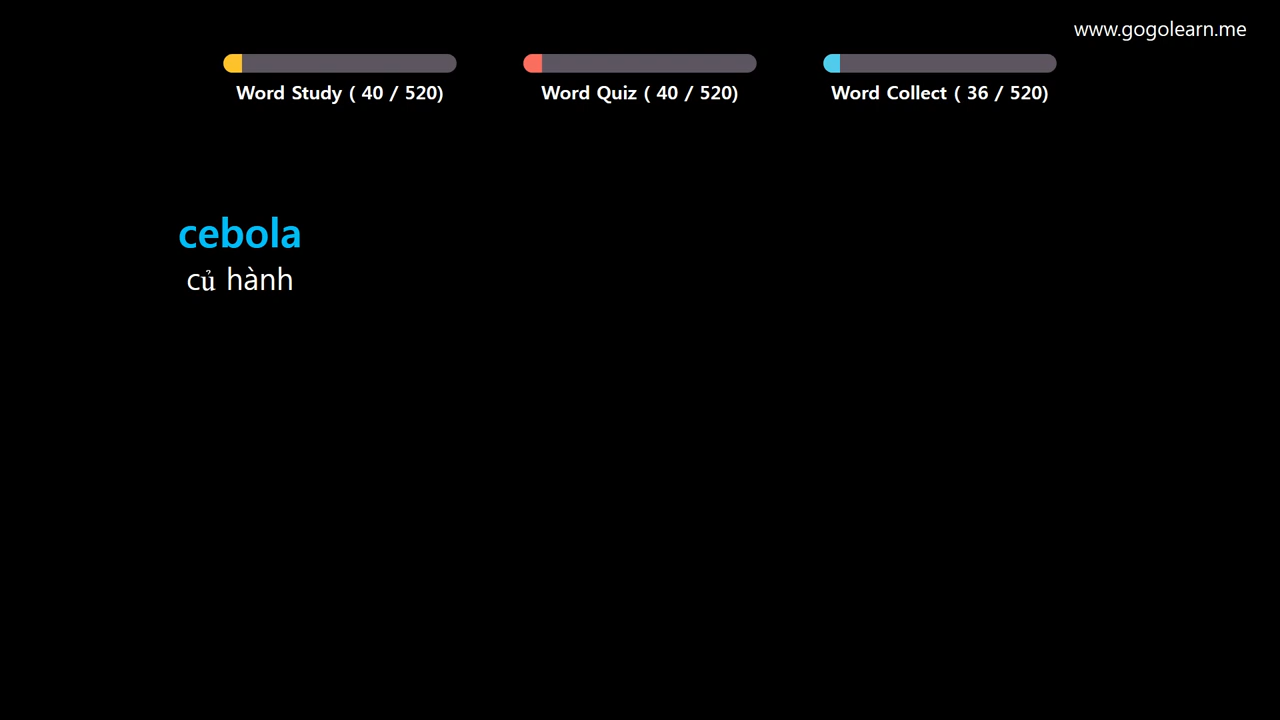 www.gogolearn.me
Word Study ( 40 / 520)
Word Quiz ( 40 / 520)
Word Collect ( 36 / 520)
cebola
củ hành